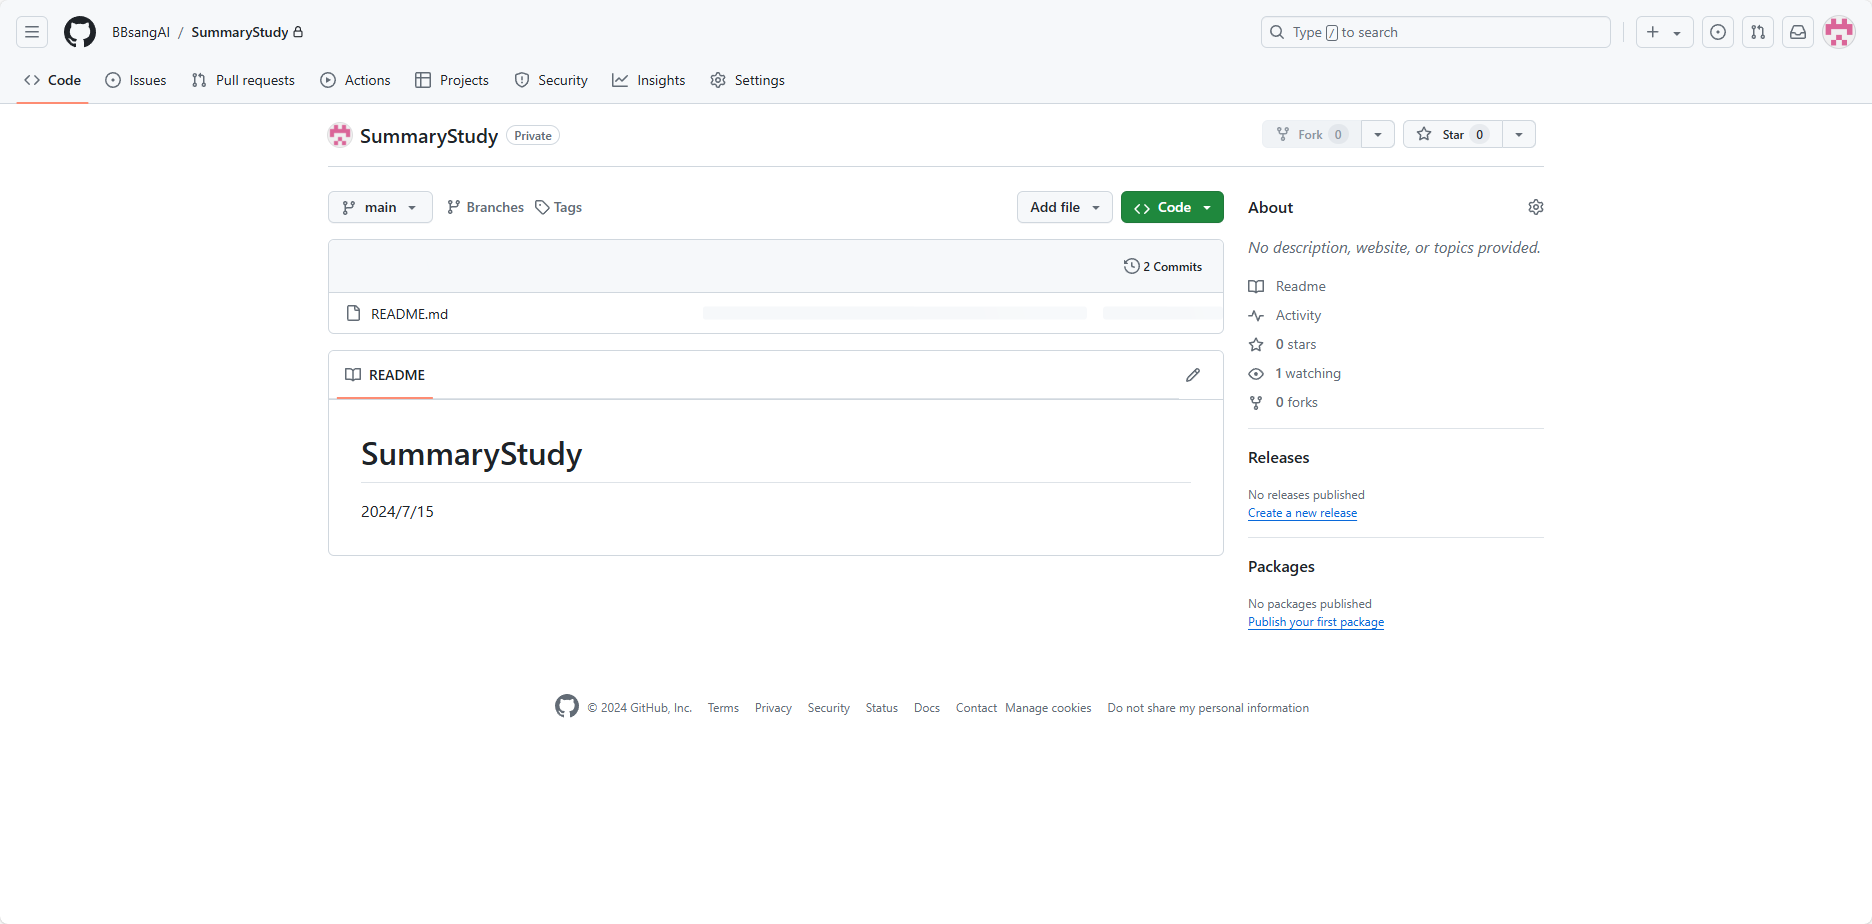 BBsangAI / SummaryStudy
Type / to search
Code Issues Pull requests Actions Projects Security Insights Settings
SummaryStudy Private
Fork 0
Star 0
main Branches Tags
Add file
Code
2 Commits
README.md
README
SummaryStudy
2024/7/15
About
No description, website, or topics provided.
Readme
Activity
0 stars
1 watching
0 forks
Releases
No releases published
Create a new release
Packages
No packages published
Publish your first package
© 2024 GitHub, Inc. Terms Privacy Security Status Docs Contact Manage cookies Do not share my personal information